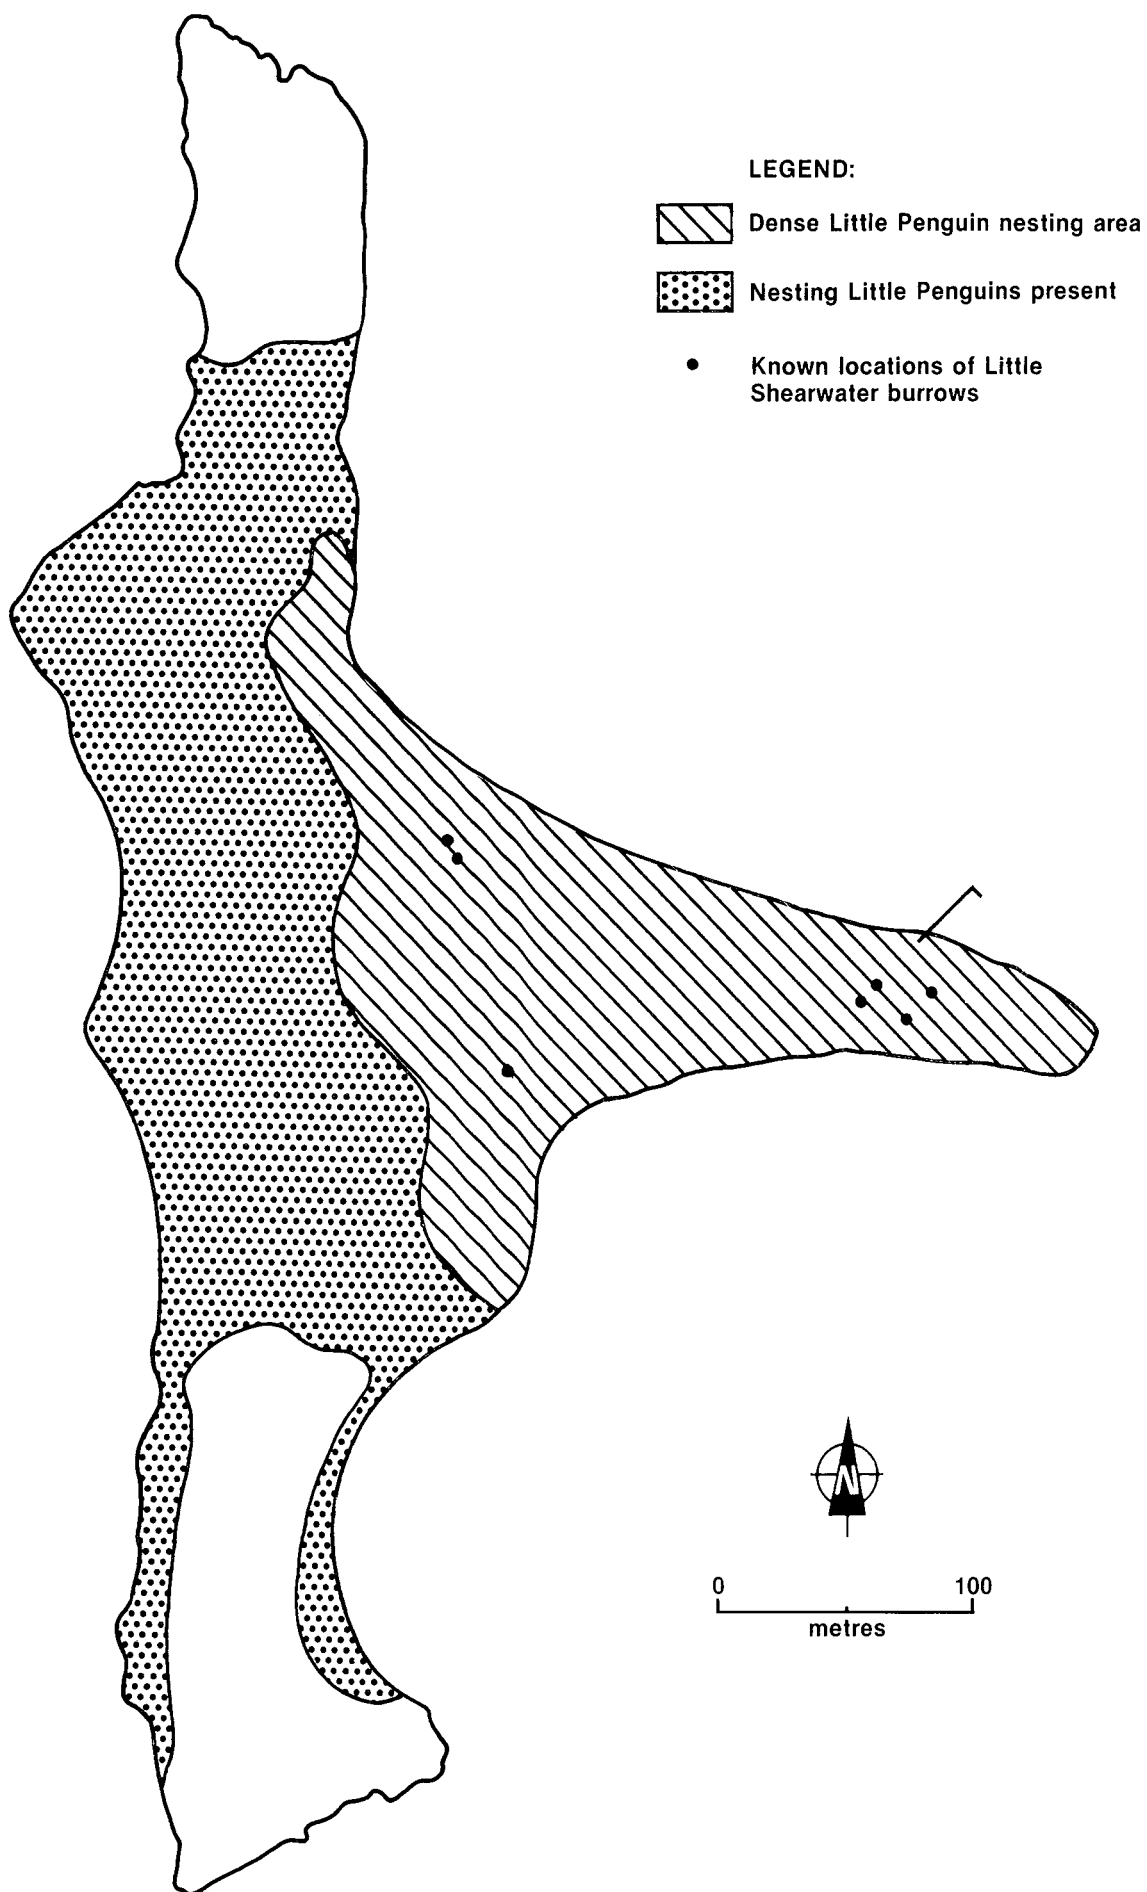 LEGEND:
Dense Little Penguin nesting area
Nesting Little Penguins present
Known locations of Little
Shearwater burrows
N
0 100
metres